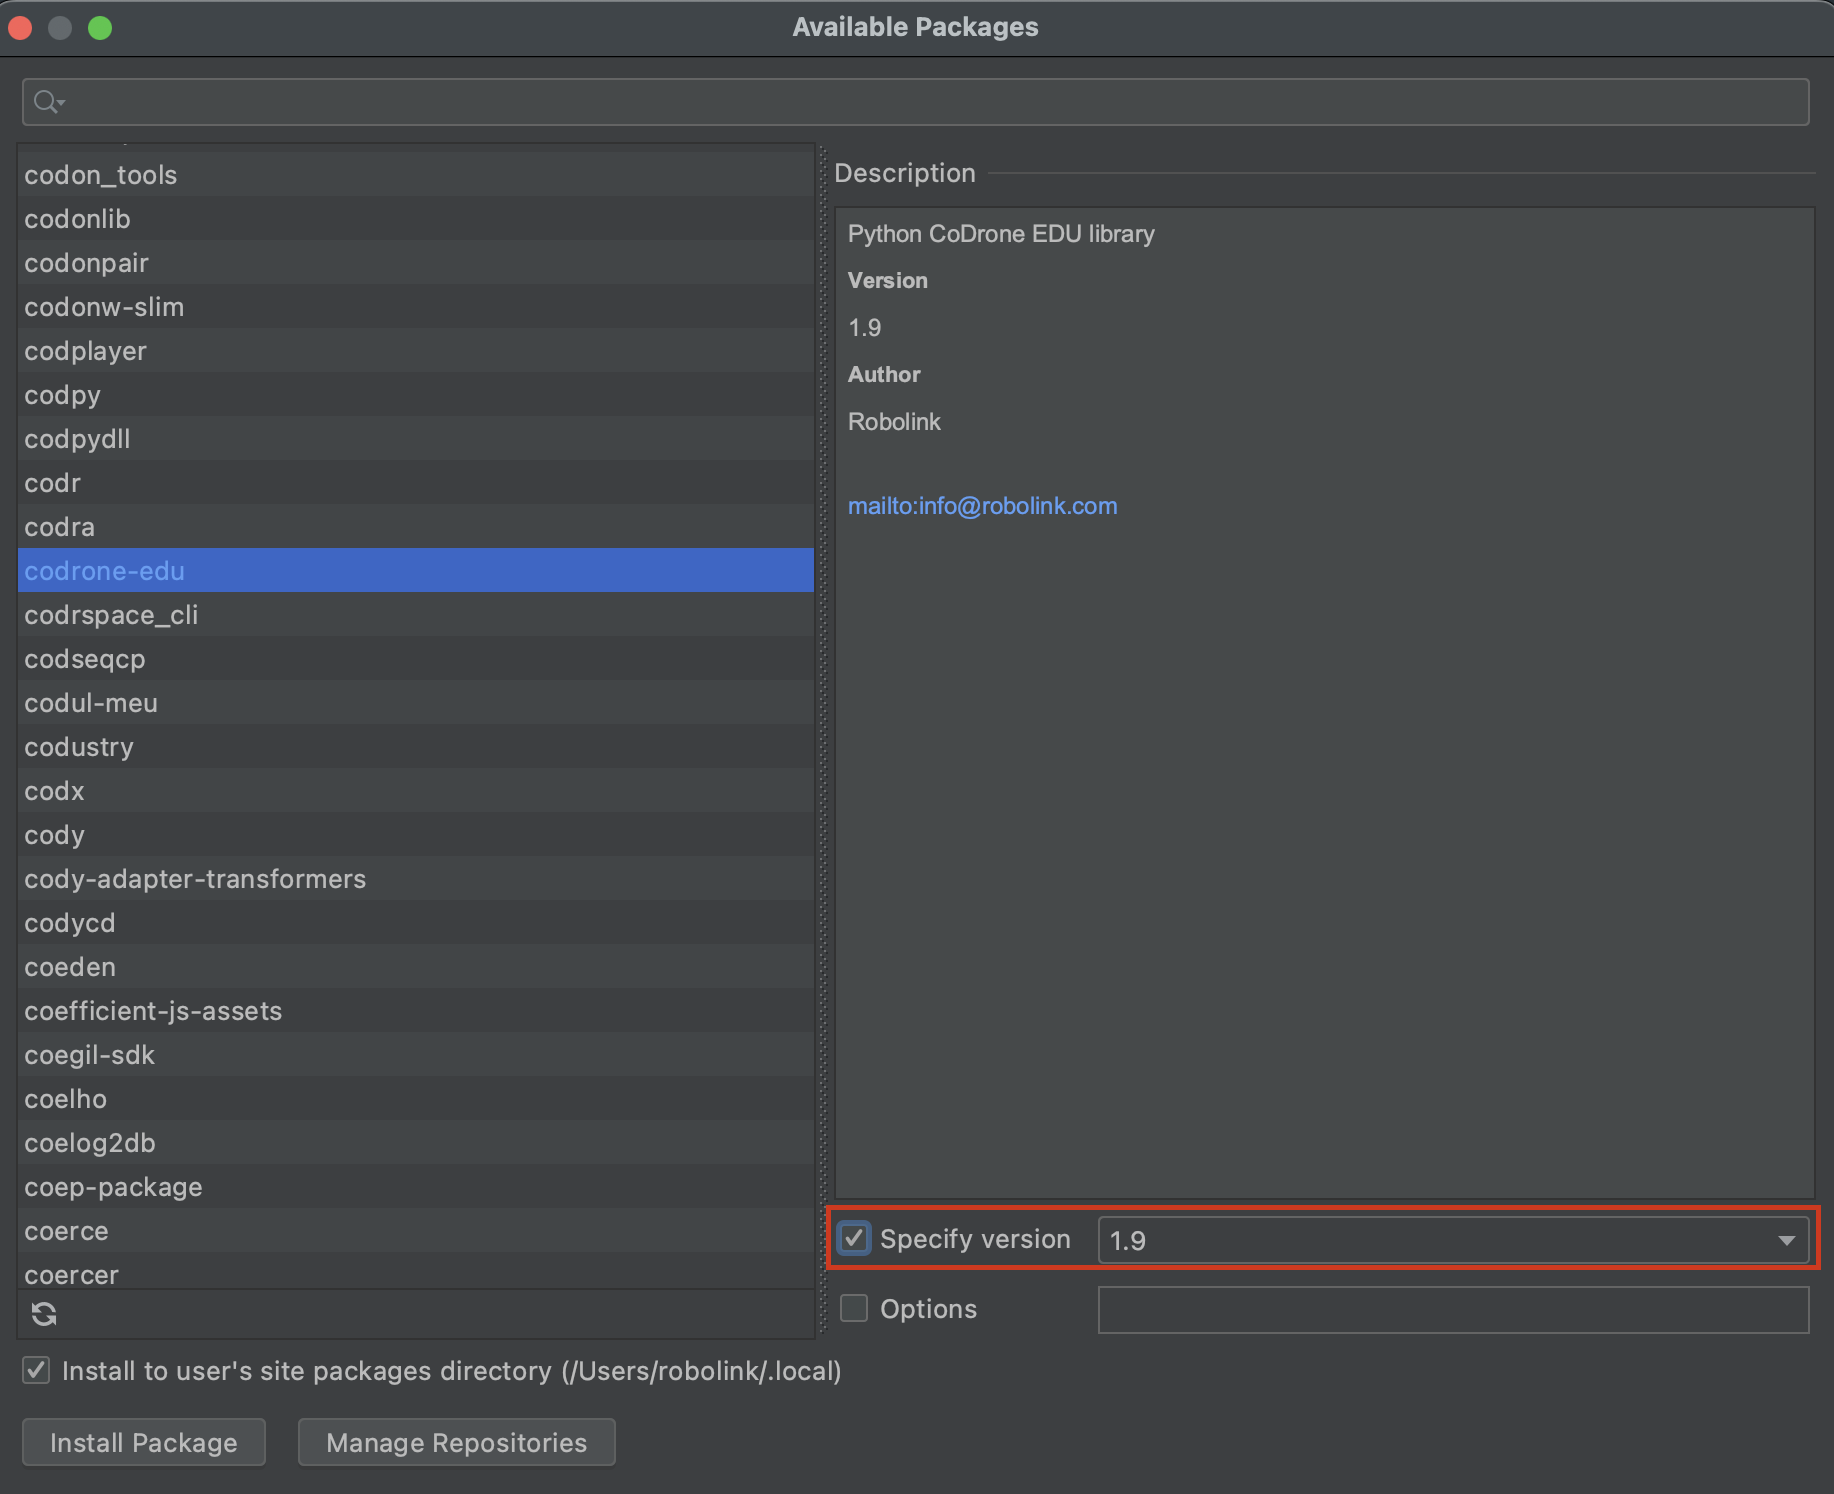 Available Packages
codon_tools
codonlib
codonpair
codonw-slim
codplayer
codpy
codpydll
codr
codra
codrone-edu
codrspace_cli
codseqcp
codul-meu
codustry
codx
cody
cody-adapter-transformers
codycd
coeden
coefficient-js-assets
coegil-sdk
coelho
coelog2db
coep-package
coerce
coercer
Description
Python CoDrone EDU library
Version
1.9
Author
Robolink
mailto:info@robolink.com
Specify version 1.9
Options
Install to user's site packages directory (/Users/robolink/.local)
Install Package Manage Repositories